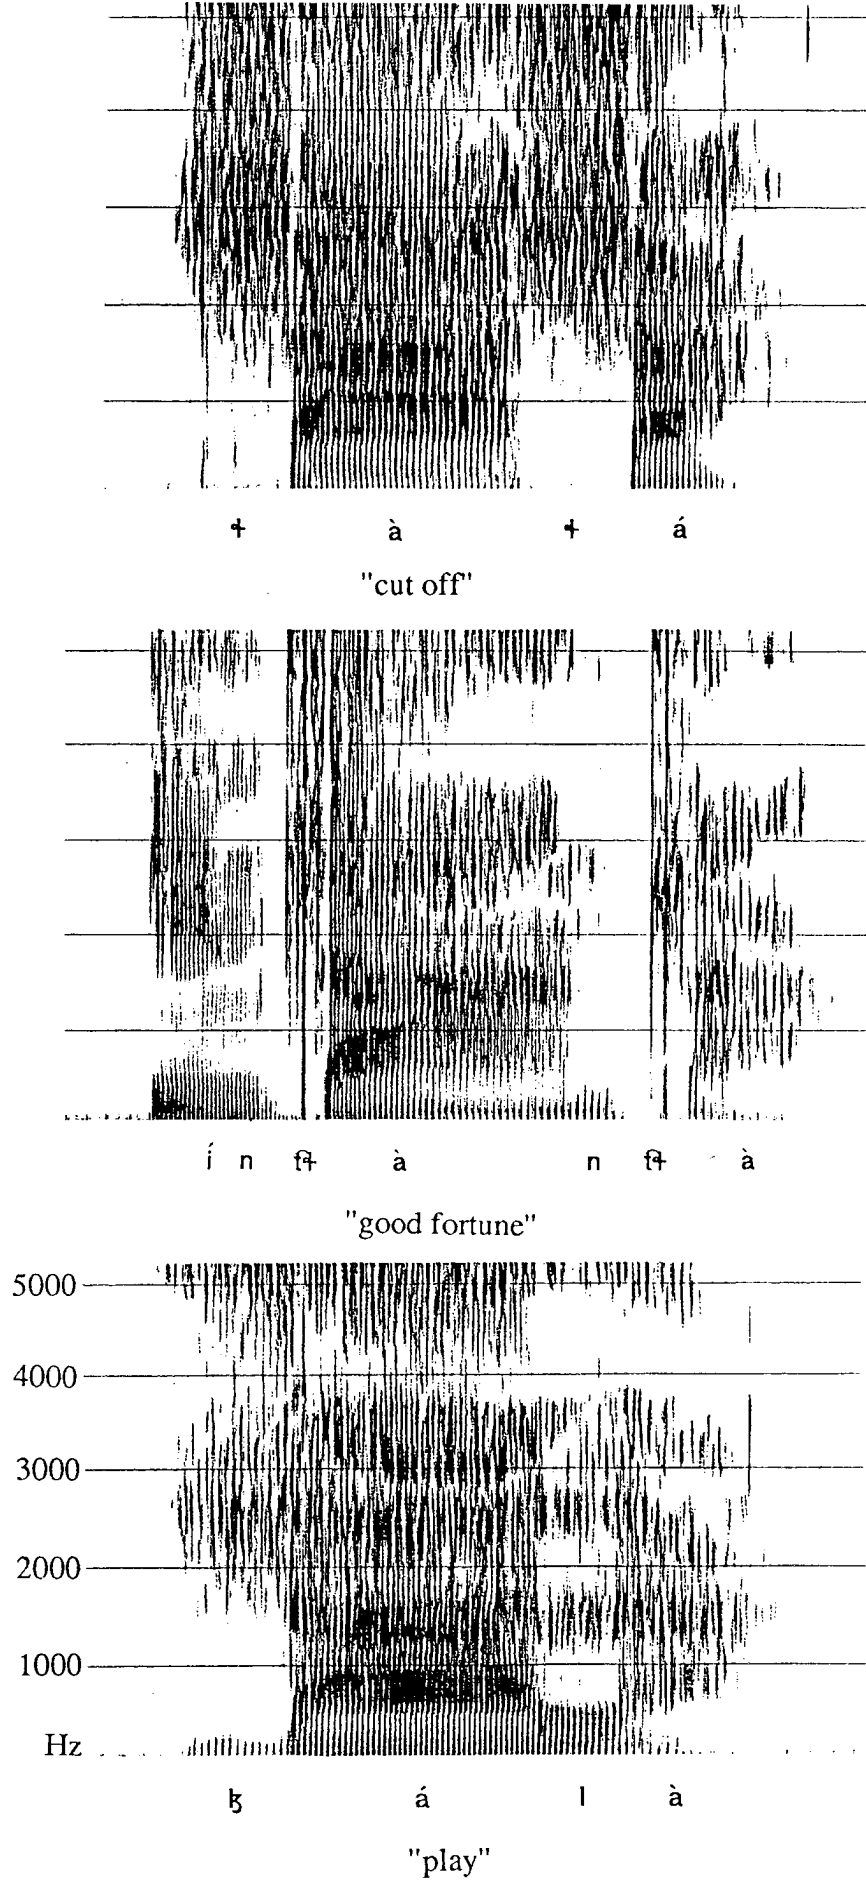 ɬ à ɬ á
"cut off"
í n tɬ à n tɬ à
"good fortune"
5000
4000
3000
2000
1000
Hz
ɮ á l à
"play"